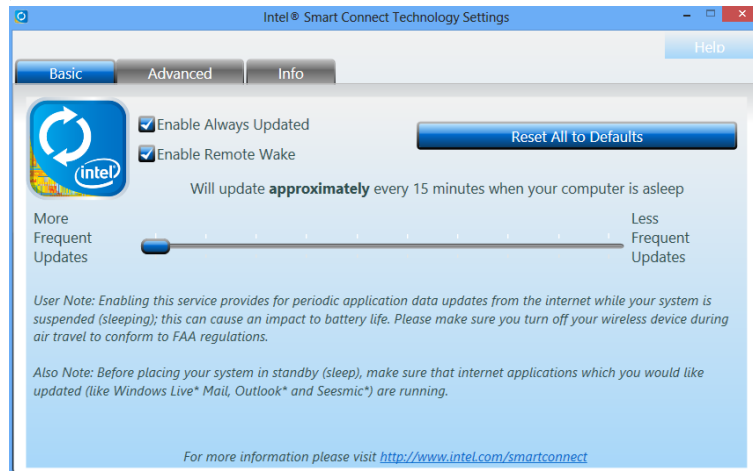 Intel® Smart Connect Technology Settings
Help
Basic
Advanced
Info
intel
Enable Always Updated
Enable Remote Wake
Reset All to Defaults
Will update approximately every 15 minutes when your computer is asleep
More
Frequent
Updates
Less
Frequent
Updates
User Note: Enabling this service provides for periodic application data updates from the internet while your system is
suspended (sleeping); this can cause an impact to battery life. Please make sure you turn off your wireless device during
air travel to conform to FAA regulations.
Also Note: Before placing your system in standby (sleep), make sure that internet applications which you would like
updated (like Windows Live* Mail, Outlook* and Seesmic*) are running.
For more information please visit http://www.intel.com/smartconnect